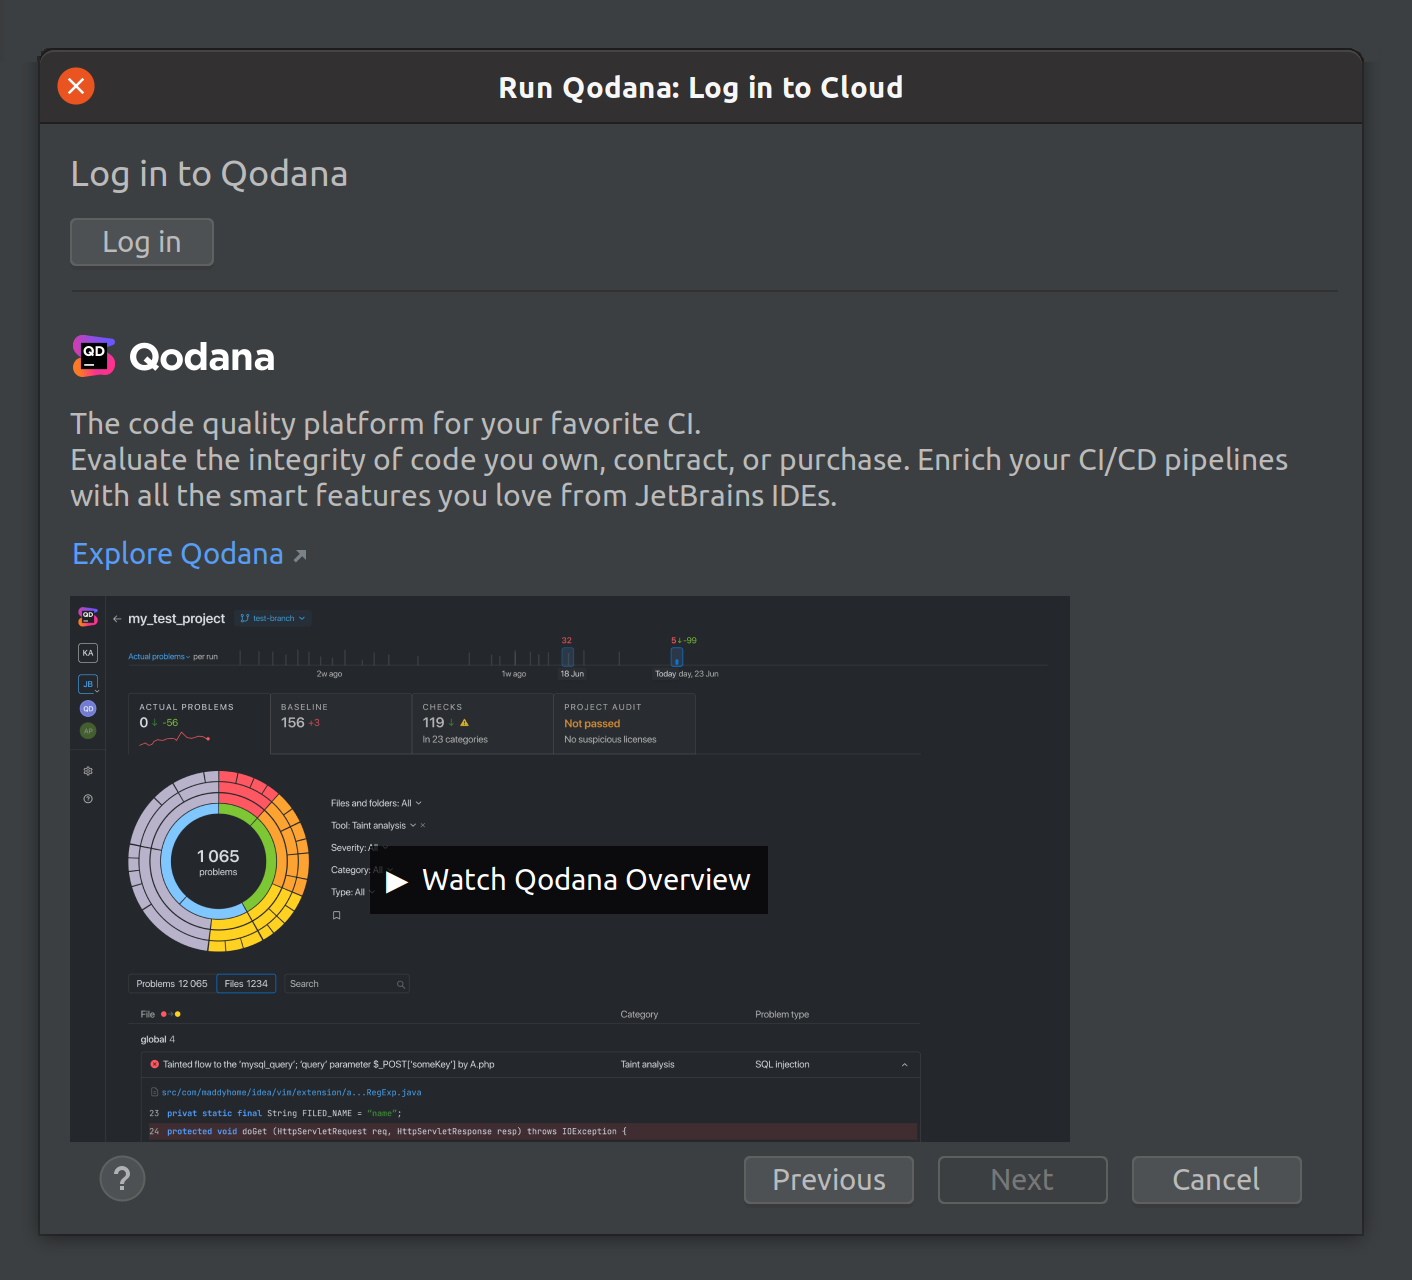 Run Qodana: Log in to Cloud
Log in to Qodana
Log in
QD
Qodana
The code quality platform for your favorite CI.
Evaluate the integrity of code you own, contract, or purchase. Enrich your CI/CD pipelines
with all the smart features you love from JetBrains IDEs.
Explore Qodana
QD
my_test_project test-branch
KA
JB
QD
AP
32 5 -99
Actual problems per run
2w ago 1w ago 18 Jun Today day, 23 Jun
ACTUAL PROBLEMS BASELINE CHECKS PROJECT AUDIT
0 -56 156 +3 119 Not passed
In 23 categories No suspicious licenses
Files and folders: All
Tool: Taint analysis
Severity: All
Category: All
Type: All
1 065
problems
Watch Qodana Overview
Problems 12 065 Files 1234 Search
File Category Problem type
global 4
Tainted flow to the 'mysql_query'; 'query' parameter $_POST['someKey'] by A.php Taint analysis SQL injection
src/com/maddyhome/idea/vim/extension/a...RegExp.java
23 privat static final String FILED_NAME = "name";
24 protected void doGet (HttpServletRequest req, HttpServletResponse resp) throws IOException {
?
Previous Next Cancel